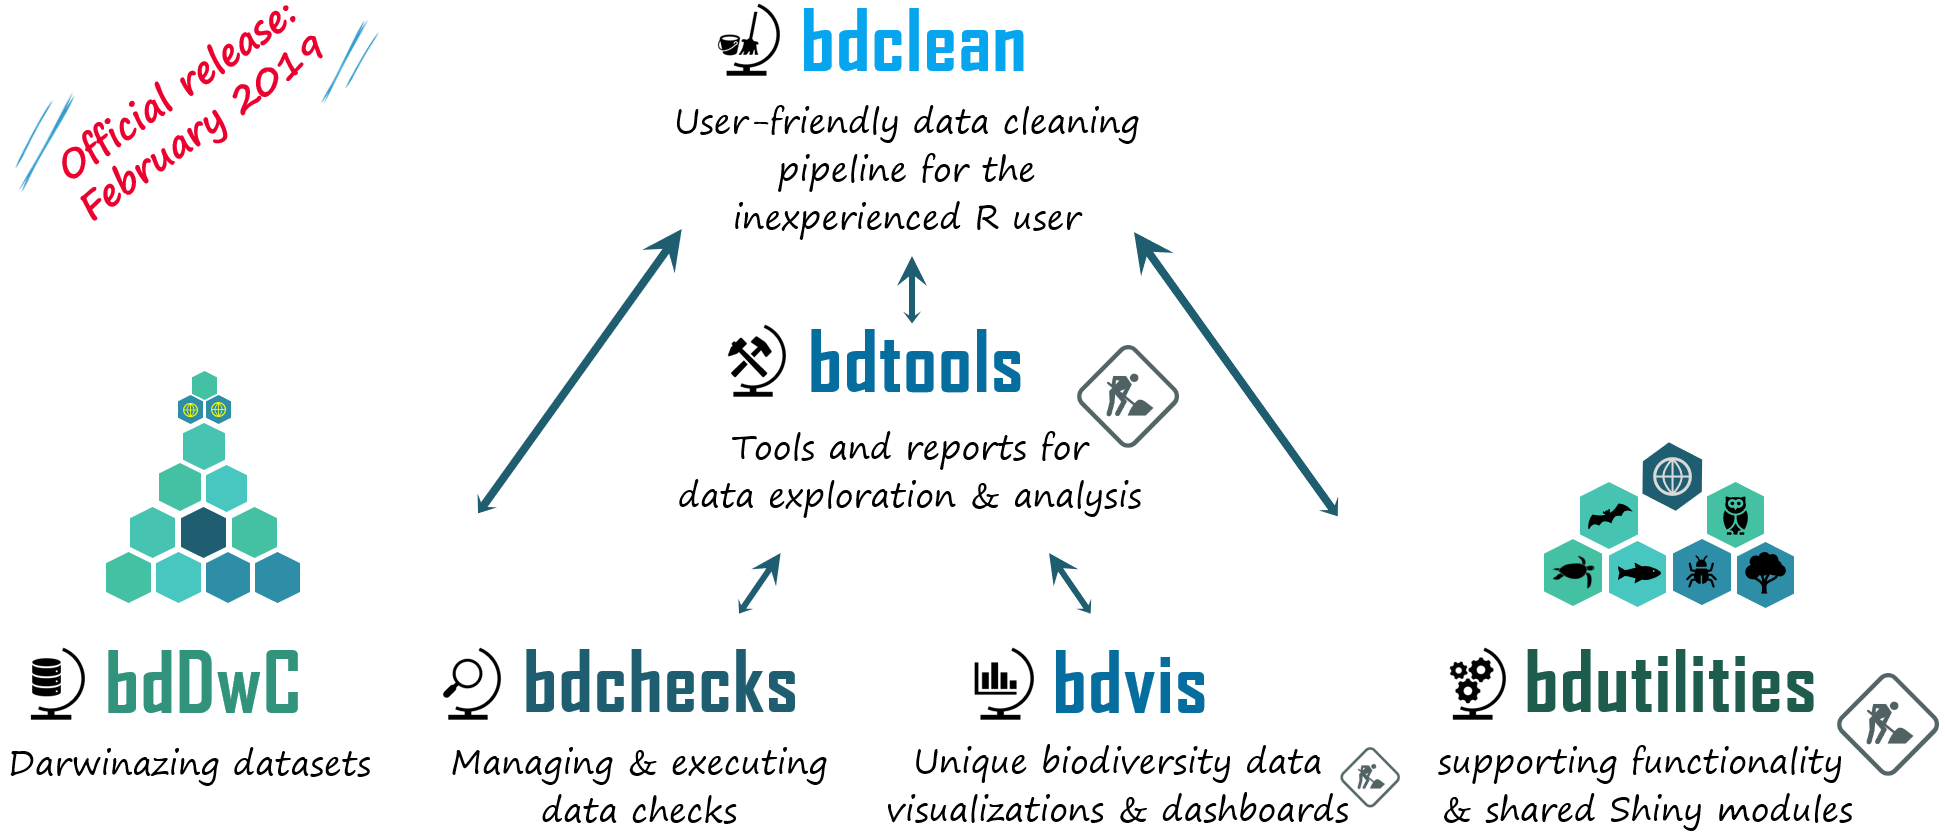 Official release:
February 2019
bdclean
User-friendly data cleaning
pipeline for the
inexperienced R user
bdtools
Tools and reports for
data exploration & analysis
bdDwC
Darwinazing datasets
bdchecks
Managing & executing
data checks
bdvis
Unique biodiversity data
visualizations & dashboards
bdutilities
supporting functionality
& shared Shiny modules